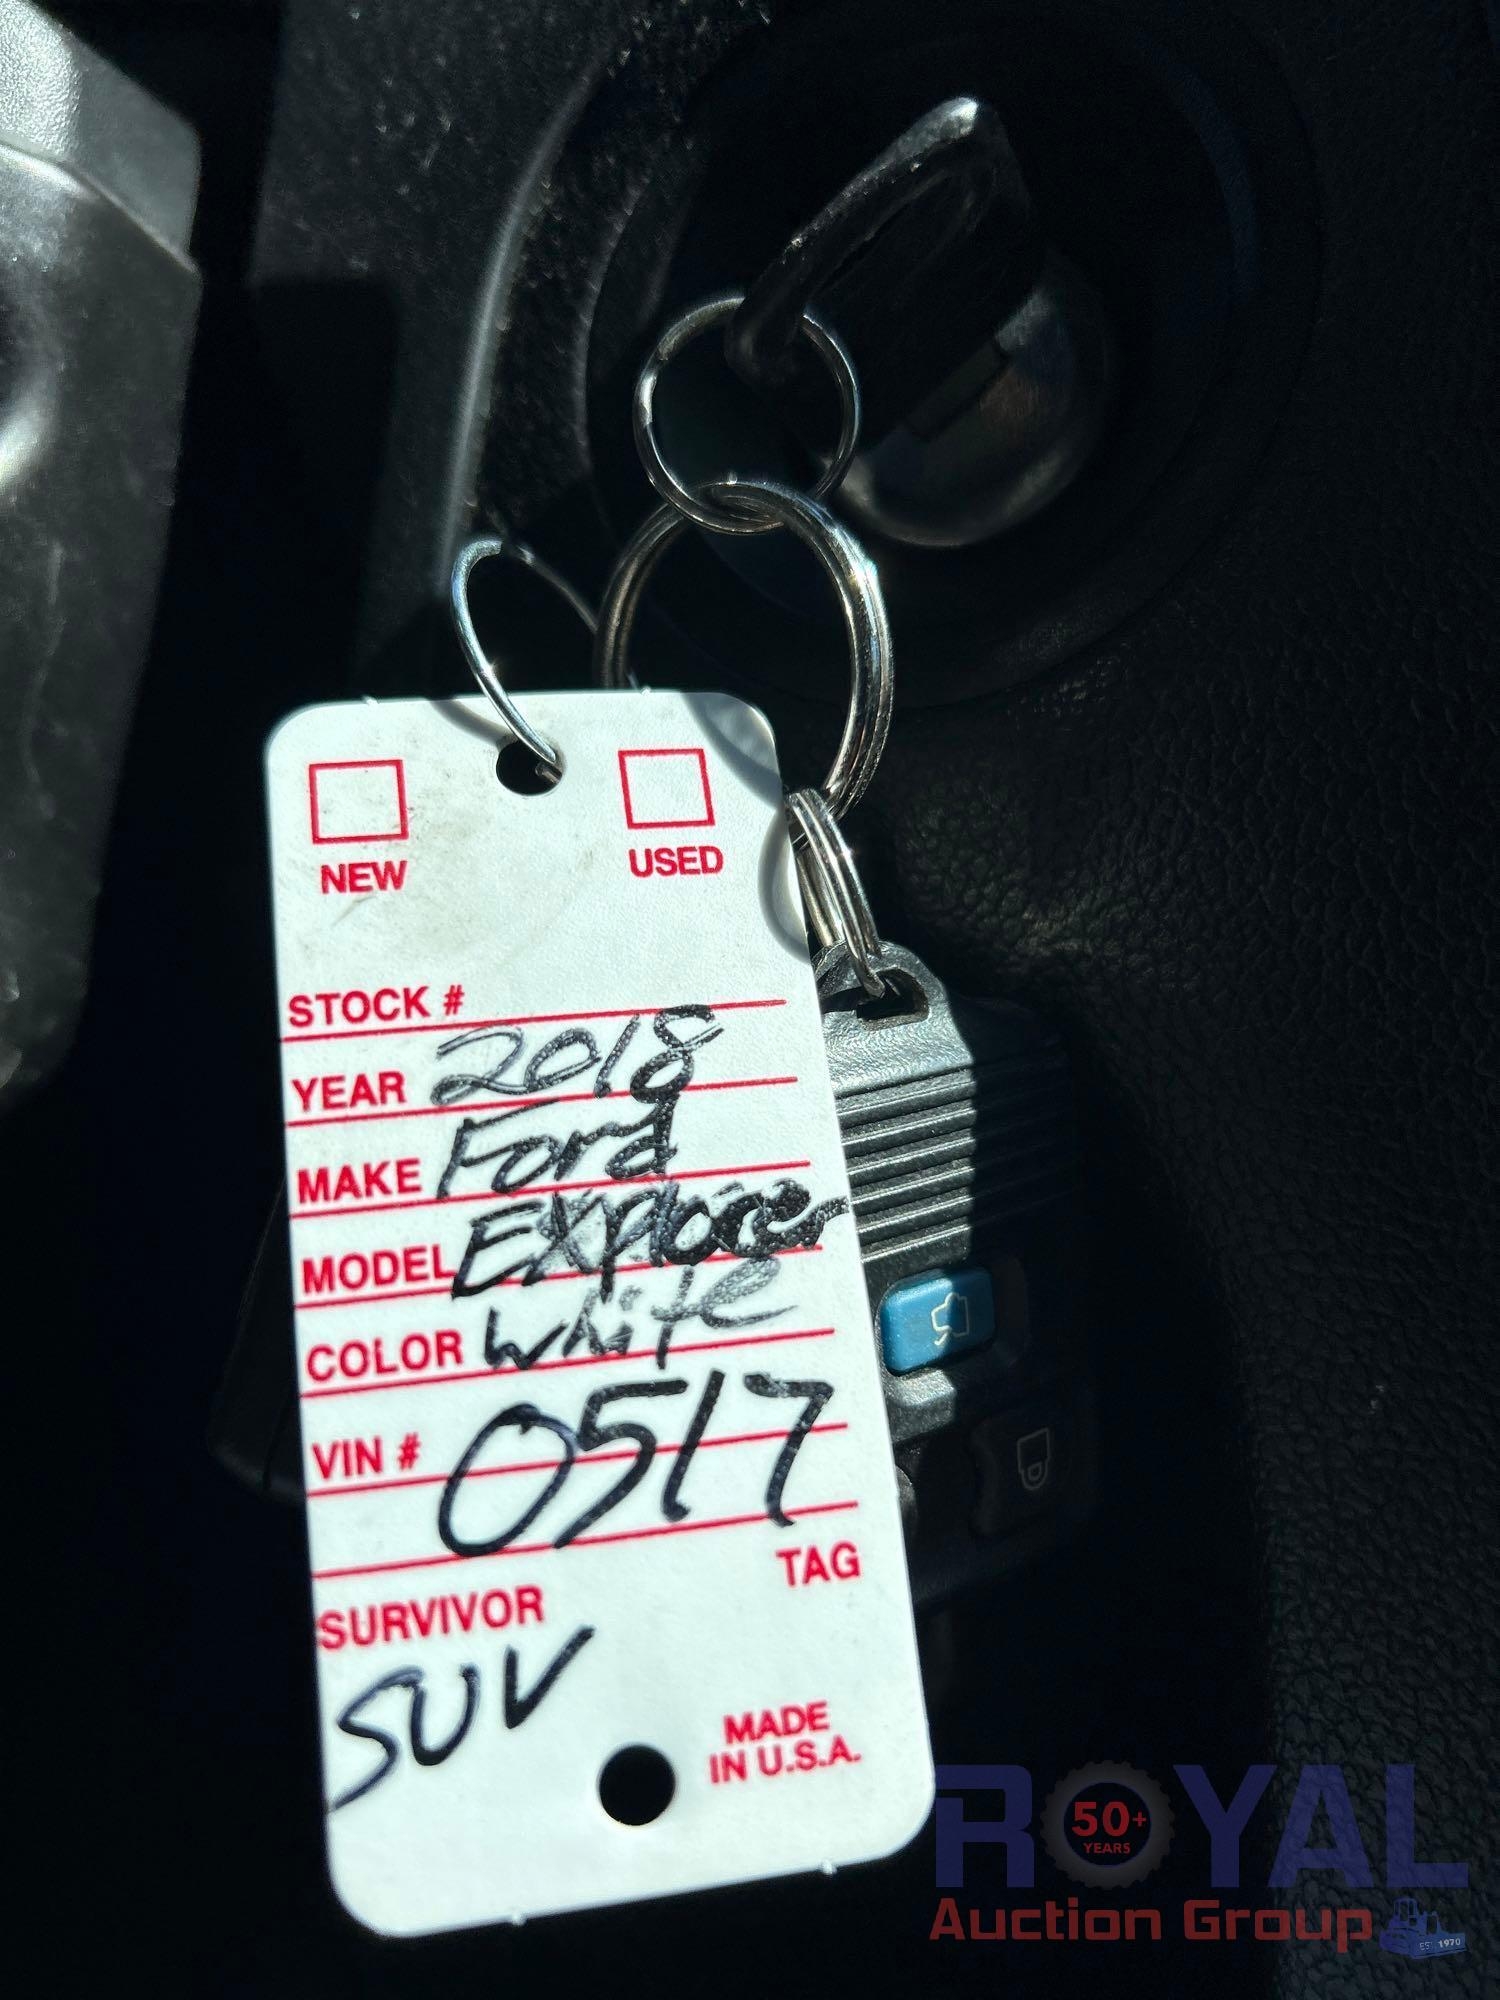 NEW USED
STOCK #
YEAR 2018
MAKE Ford
MODEL Explorer
COLOR White
VIN # 0517
SURVIVOR TAG
SUV
MADE
IN U.S.A.
ROYAL
50+
YEARS
Auction Group
EST. 1970